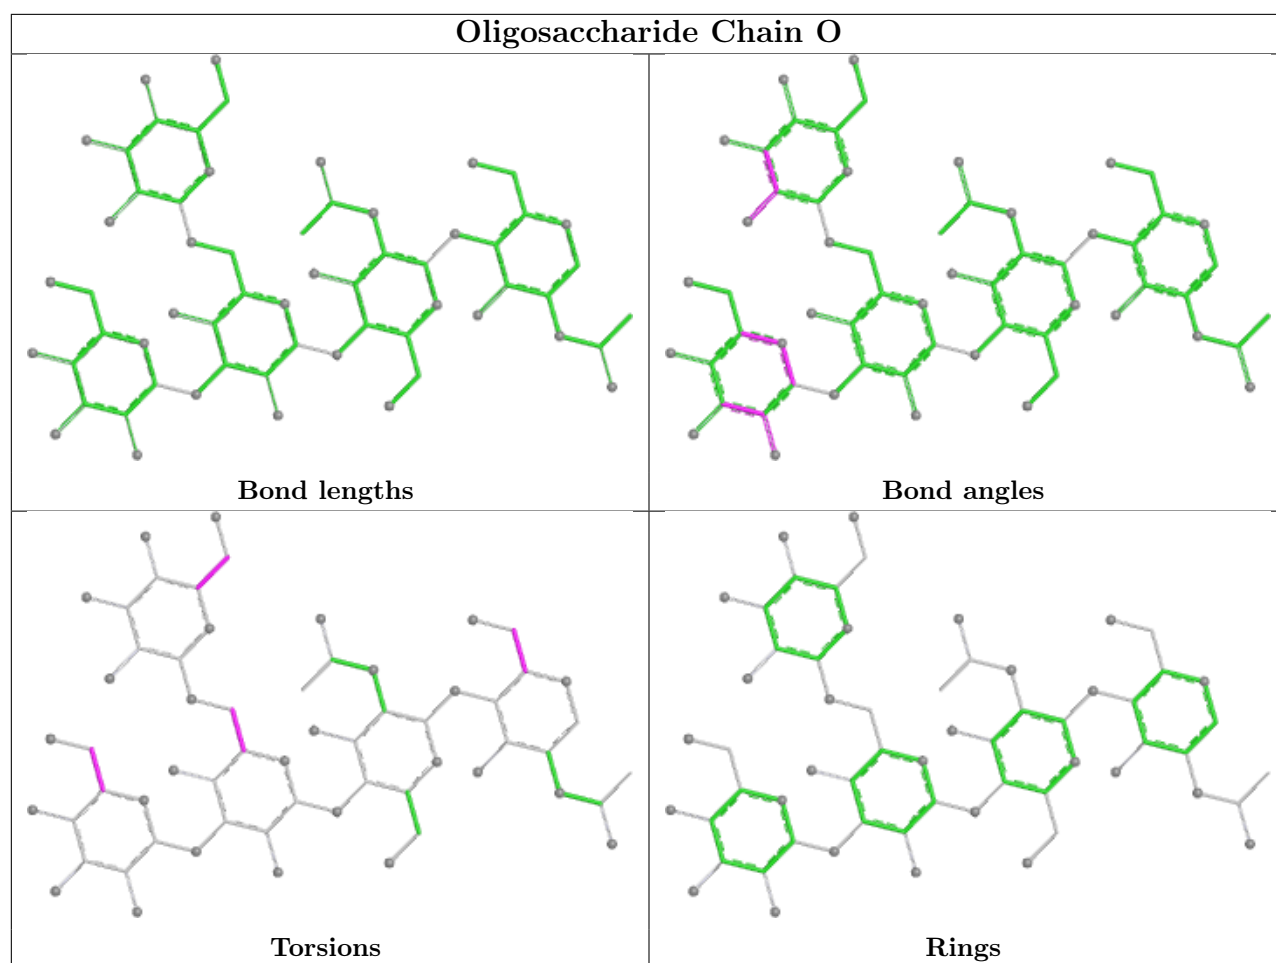 Oligosaccharide Chain O
Bond lengths
Bond angles
Torsions
Rings